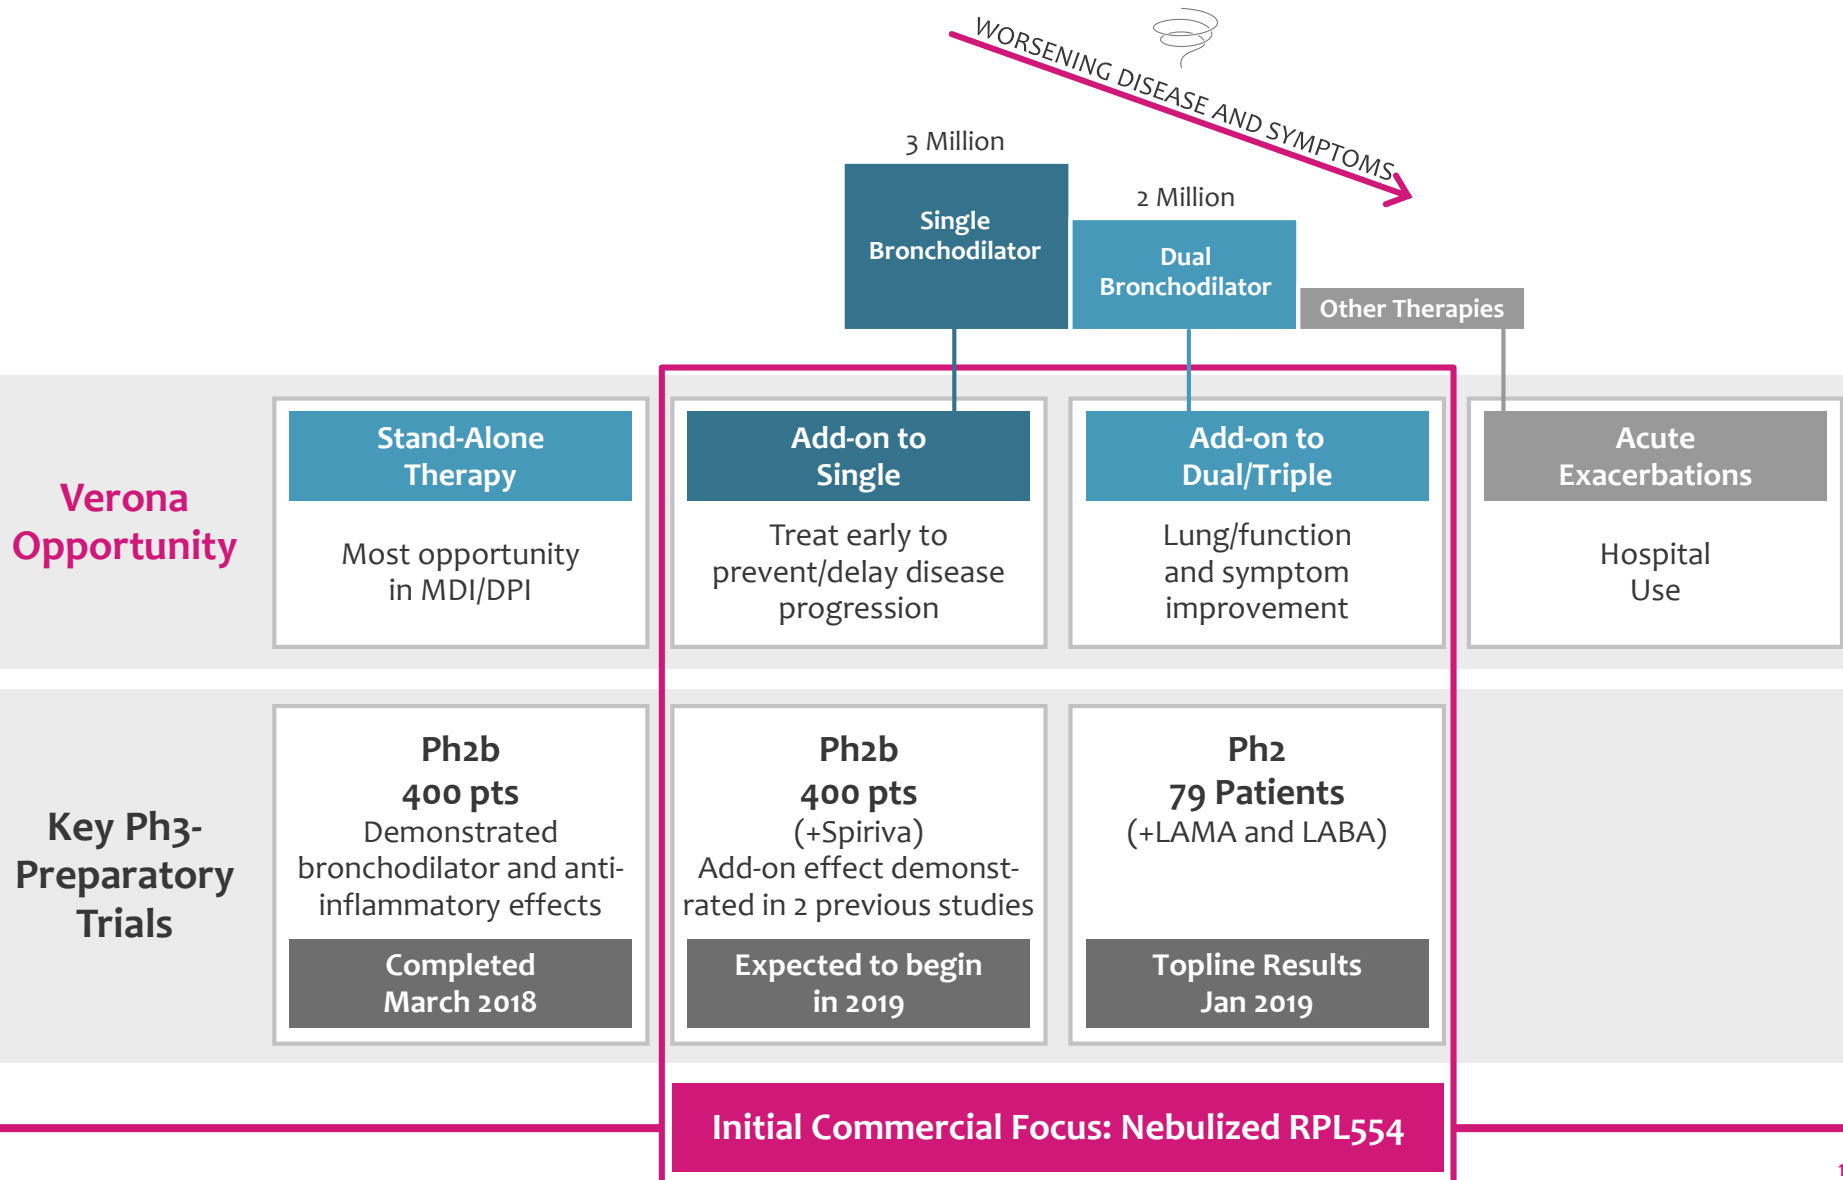 WORSENING DISEASE AND SYMPTOMS
3 Million
2 Million
Single
Bronchodilator
Dual
Bronchodilator
Other Therapies
Verona
Opportunity
Stand-Alone
Therapy
Most opportunity
in MDI/DPI
Add-on to
Single
Treat early to
prevent/delay disease
progression
Add-on to
Dual/Triple
Lung/function
and symptom
improvement
Acute
Exacerbations
Hospital
Use
Key Ph3-
Preparatory
Trials
Ph2b
400 pts
Demonstrated
bronchodilator and anti-
inflammatory effects
Completed
March 2018
Ph2b
400 pts
(+Spiriva)
Add-on effect demonst-
rated in 2 previous studies
Expected to begin
in 2019
Ph2
79 Patients
(+LAMA and LABA)
Topline Results
Jan 2019
Initial Commercial Focus: Nebulized RPL554
1